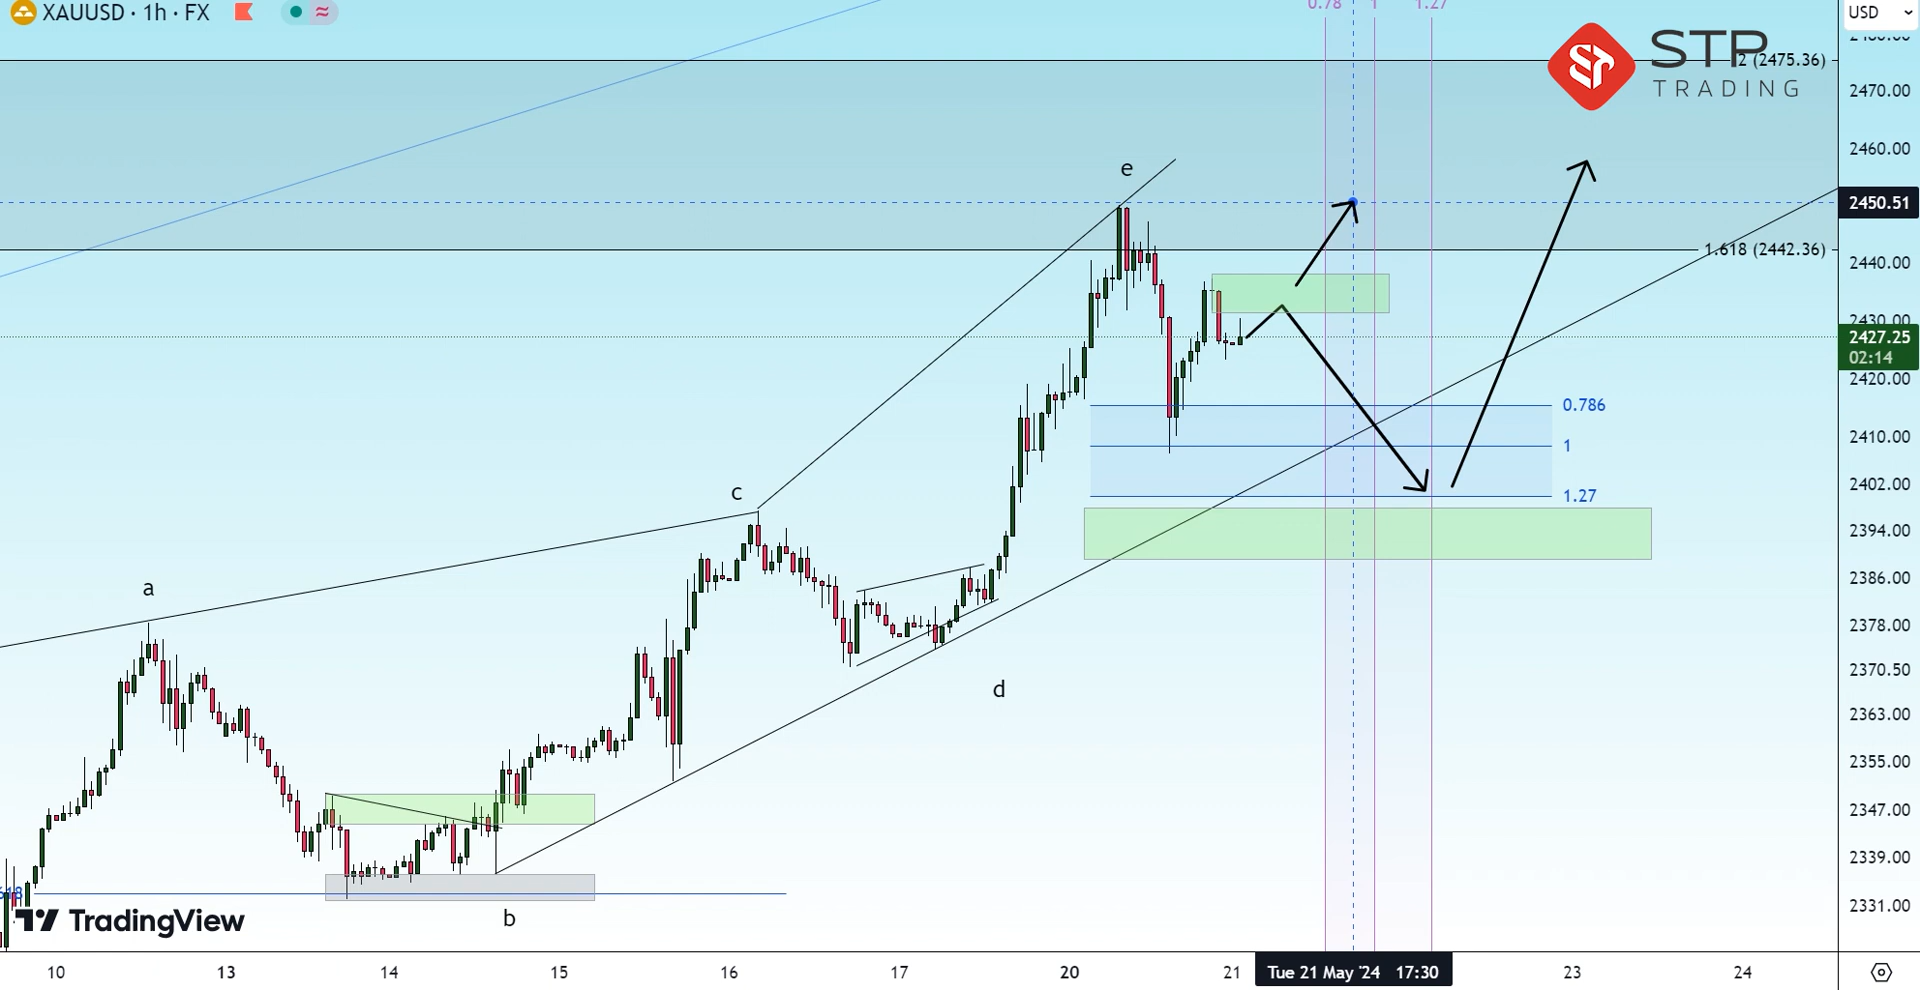 XAUUSD · 1h · FX
0.78 1 1.27
USD
STP
TRADING
2 (2475.36)
2470.00
2460.00
e
2450.51
1.618 (2442.36)
2440.00
2430.00
2427.25
02:14
2420.00
0.786
2410.00
1
c
2402.00
1.27
2394.00
a
2386.00
2378.00
2370.50
d
2363.00
2355.00
2347.00
2339.00
2331.00
TradingView
b
10 13 14 15 16 17 20 21 Tue 21 May '24 17:30 23 24